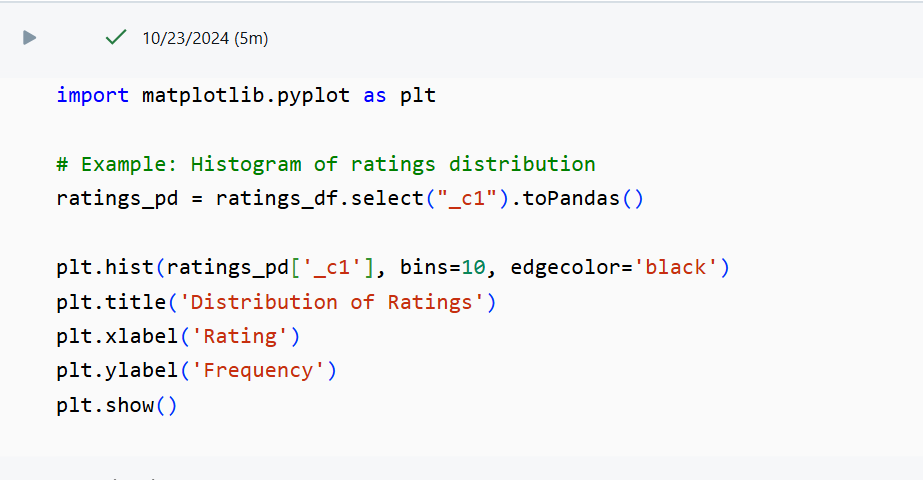 10/23/2024 (5m)
import matplotlib.pyplot as plt
# Example: Histogram of ratings distribution
ratings_pd = ratings_df.select("_c1").toPandas()
plt.hist(ratings_pd['_c1'], bins=10, edgecolor='black')
plt.title('Distribution of Ratings')
plt.xlabel('Rating')
plt.ylabel('Frequency')
plt.show()